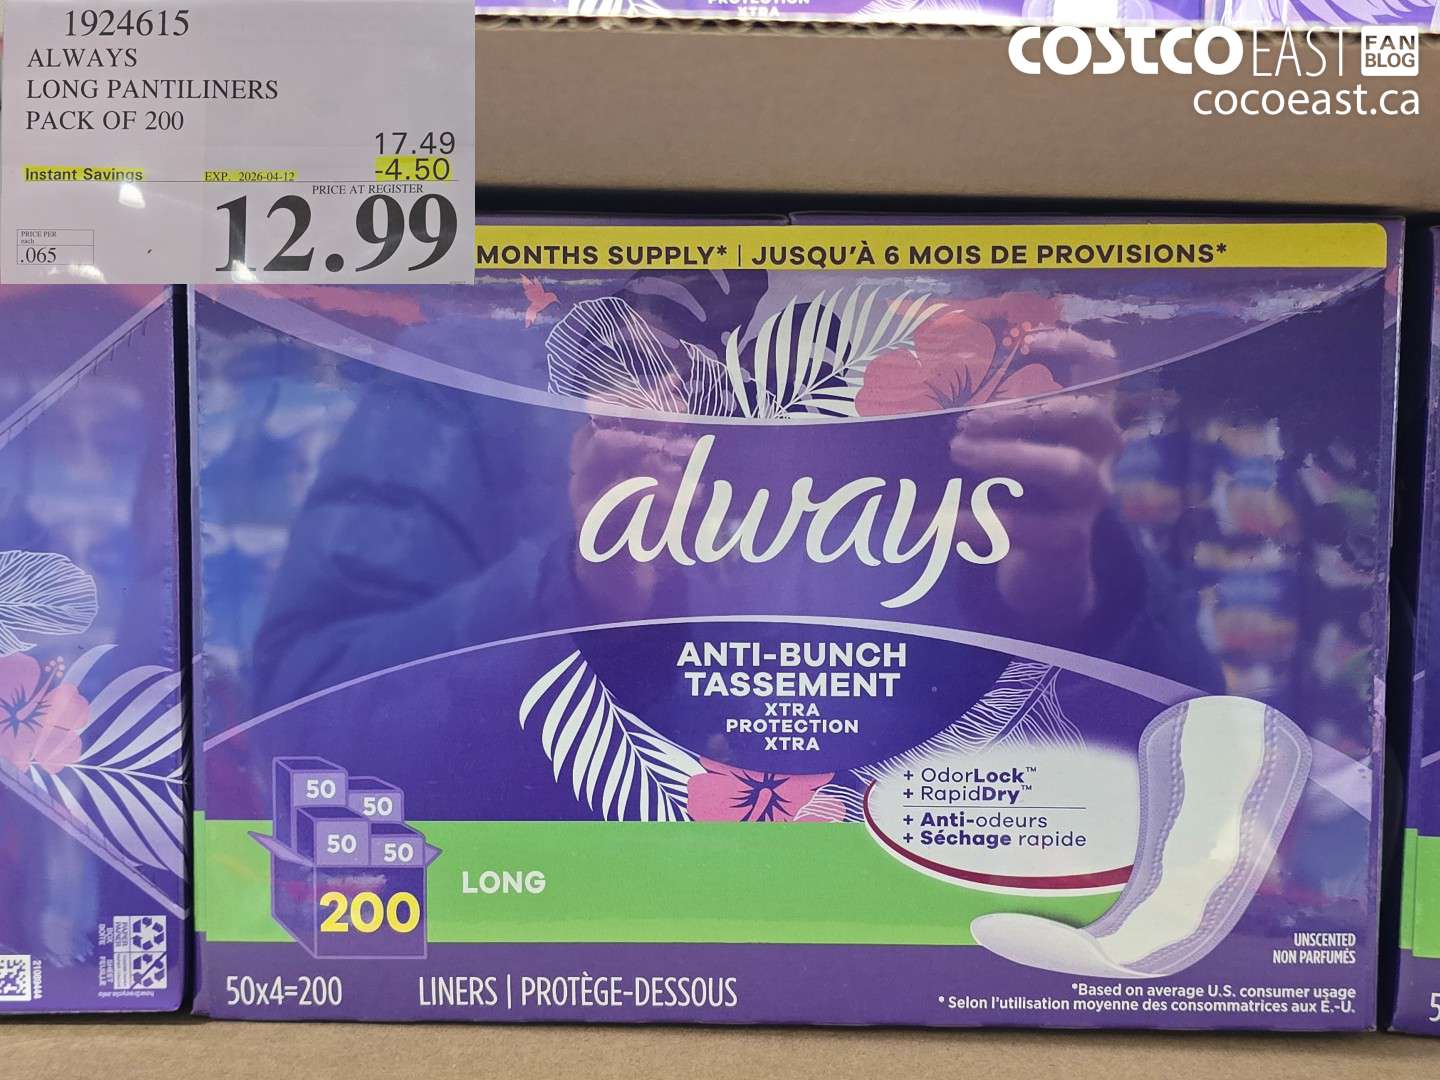 PROTECTION
XTRA
COSTCO EAST FAN BLOG
cocoeast.ca
1924615
ALWAYS
LONG PANTILINERS
PACK OF 200
17.49
Instant Savings EXP. 2026-04-12 -4.50
PRICE AT REGISTER
12.99
PRICE PER
each
.065
MONTHS SUPPLY* | JUSQU'À 6 MOIS DE PROVISIONS*
always
ANTI-BUNCH
TASSEMENT
XTRA
PROTECTION
XTRA
+ OdorLock™
+ RapidDry™
+ Anti-odeurs
+ Séchage rapide
50
50
50
50
200
LONG
UNSCENTED
NON PARFUMÉS
50x4=200
LINERS | PROTÈGE-DESSOUS
*Based on average U.S. consumer usage
* Selon l'utilisation moyenne des consommatrices aux É.-U.
5